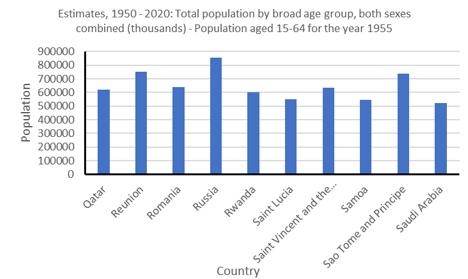 Estimates, 1950 - 2020: Total population by broad age group, both sexes
combined (thousands) - Population aged 15-64 for the year 1955
900000
800000
700000
600000
500000
400000
300000
200000
100000
0
Population
Qatar
Reunion
Romania
Russia
Rwanda
Saint Lucia
Saint Vincent and the...
Samoa
Sao Tome and Principe
Saudi Arabia
Country